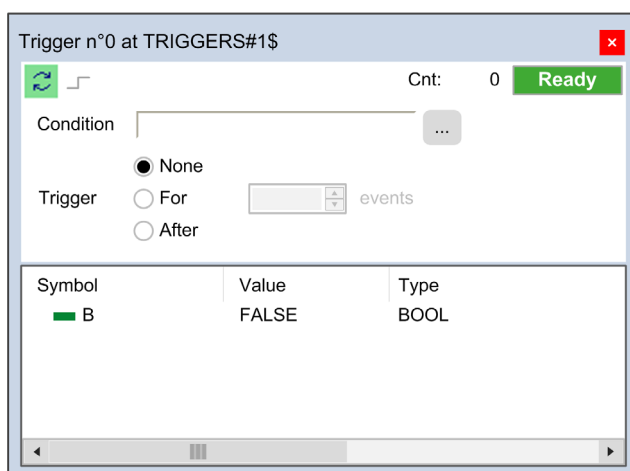 Trigger n°0 at TRIGGERS#1$
Cnt: 0 Ready
Condition ...
None
Trigger For events
After
Symbol Value Type
B FALSE BOOL